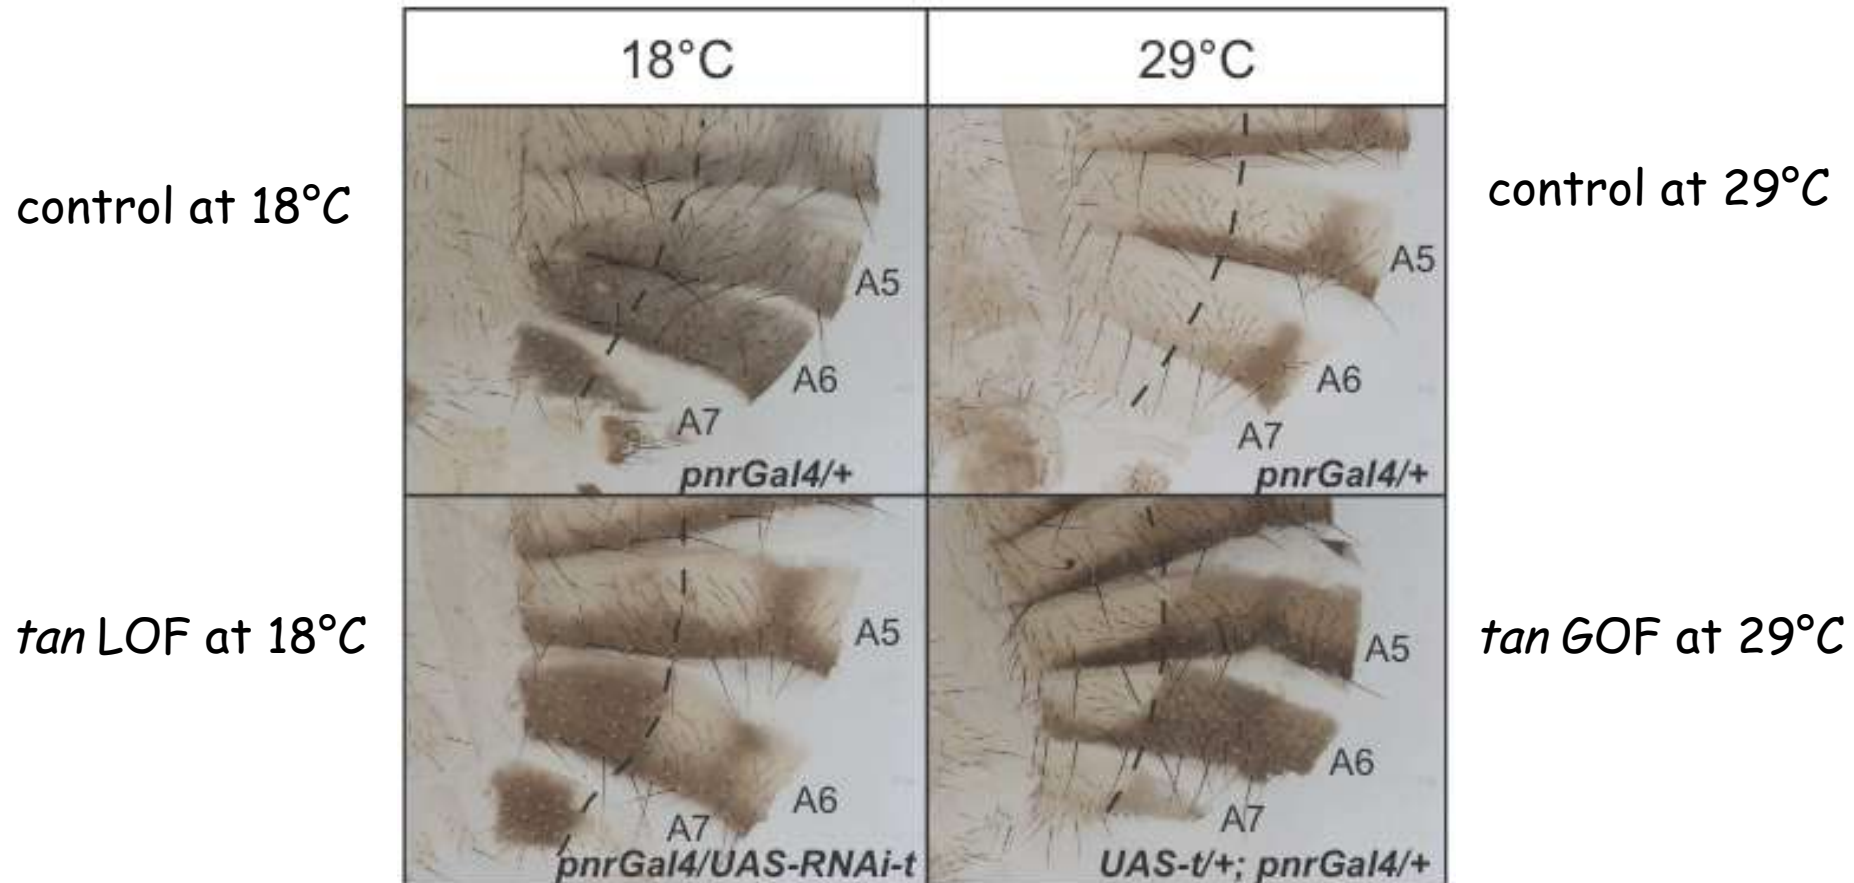 18°C
29°C
control at 18°C
control at 29°C
A5
A6
A7
pnrGal4/+
A5
A6
A7
pnrGal4/+
tan LOF at 18°C
tan GOF at 29°C
A5
A6
A7
pnrGal4/UAS-RNAi-t
A5
A6
A7
UAS-t/+; pnrGal4/+